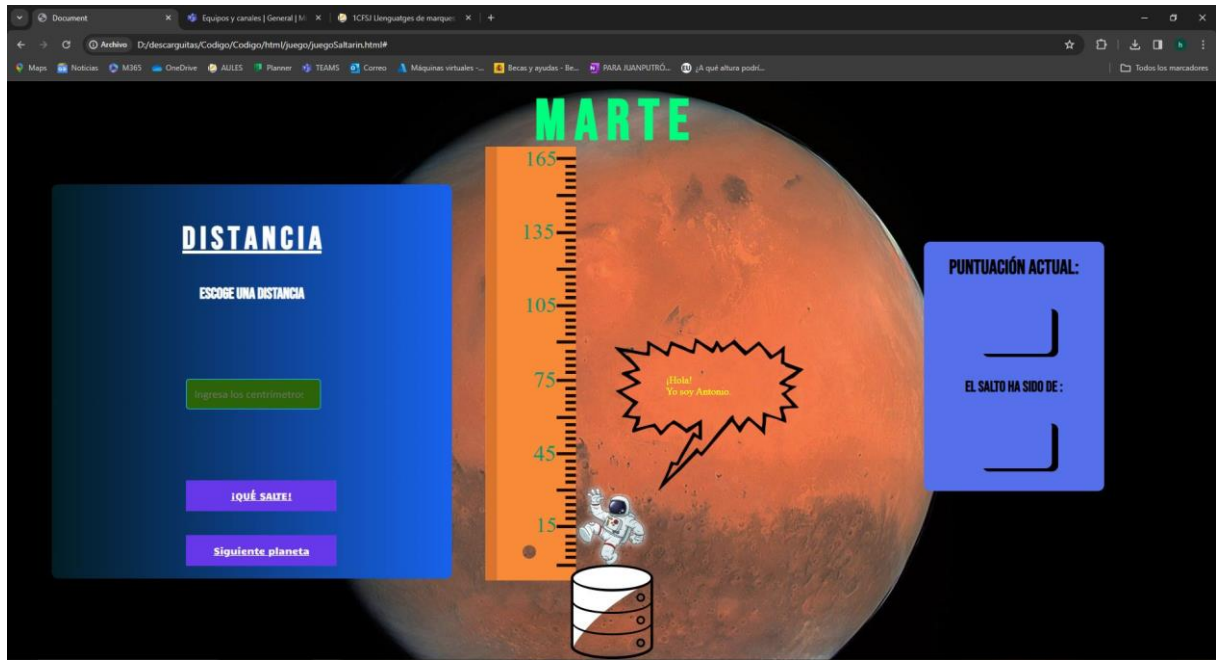 Document
Equipos y canales | General | M
1CFSJ Llenguatges de marques
Archivo D:/descarguitas/Codigo/Codigo/html/juego/juegoSaltarin.html#
Maps Noticias M365 OneDrive AULES Planner TEAMS Correo Máquinas virtuales -... Becas y ayudas - Be... PARA JUANPUTRÓ... ¿A qué altura podrí... Todos los marcadores
MARTE
165
135
105
75
45
15
DISTANCIA
ESCOGE UNA DISTANCIA
Ingresa los centrimetros
¡QUÉ SALTE!
Siguiente planeta
¡Hola!
Yo soy Antonio.
PUNTUACIÓN ACTUAL:
EL SALTO HA SIDO DE :